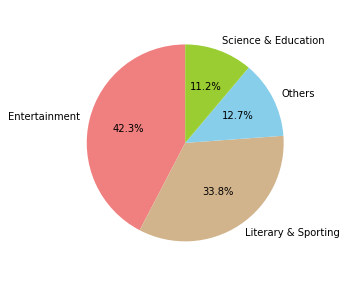 Science & Education
11.2%
Others
12.7%
Entertainment
42.3%
33.8%
Literary & Sporting